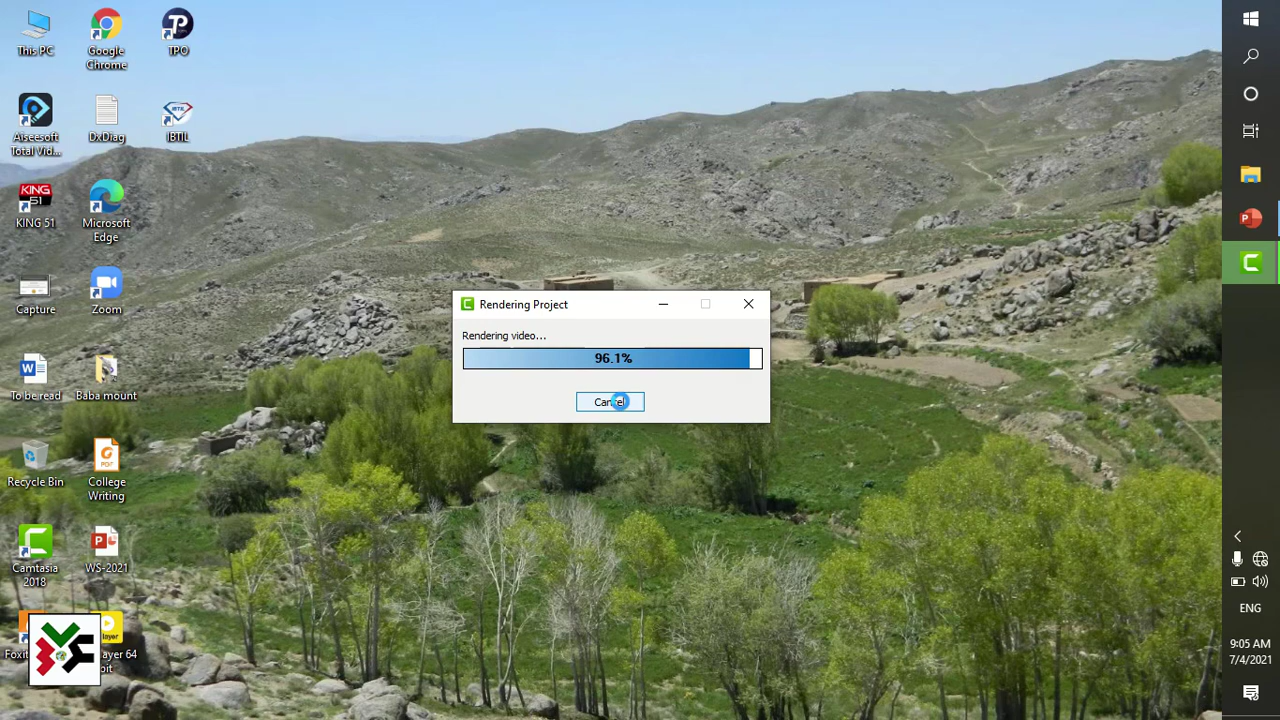 This PC
Google Chrome
TPO
Aiseesoft Total Vid...
DxDiag
IBTIL
KING 51
Microsoft Edge
Capture
Zoom
To be read
Baba mount
Recycle Bin
College Writing
Camtasia 2018
WS-2021
Rendering Project
Rendering video...
96.1%
ENG
9:05 AM
7/4/2021